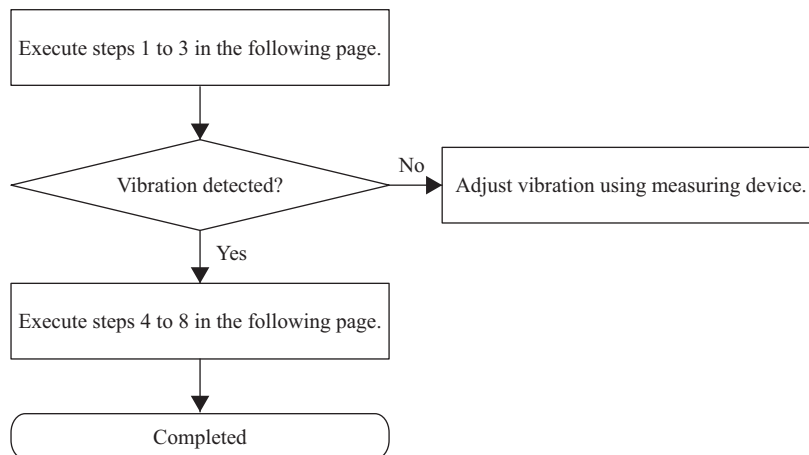 Execute steps 1 to 3 in the following page.
Vibration detected?
No
Adjust vibration using measuring device.
Yes
Execute steps 4 to 8 in the following page.
Completed